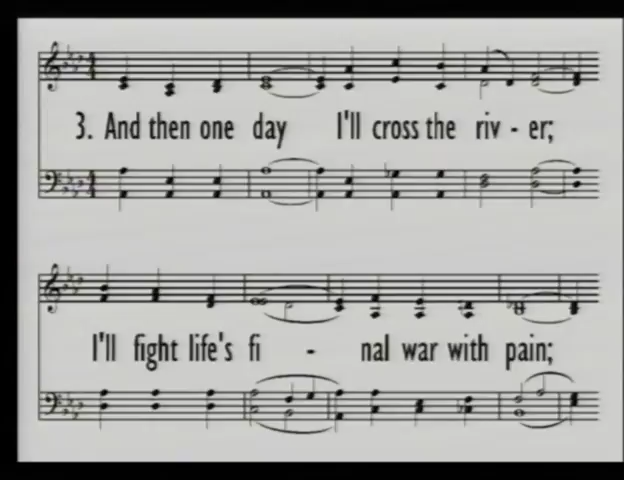 3. And then one day I'll cross the riv - er;
I'll fight life's fi - nal war with pain;